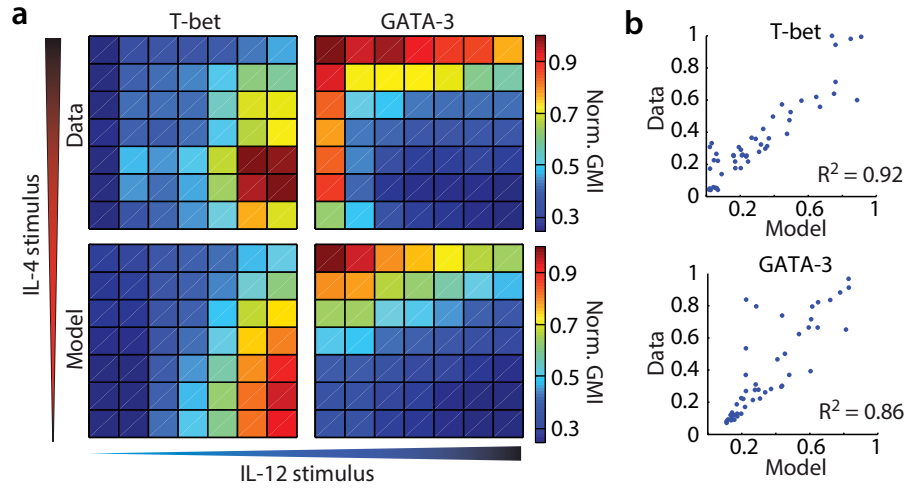 a
T-bet
GATA-3
IL-4 stimulus
Data
Model
0.9
0.7
0.5
0.3
Norm. GMI
0.9
0.7
0.5
0.3
Norm. GMI
IL-12 stimulus
b
T-bet
Data
1
0.8
0.6
0.4
0.2
0
0.2
0.6
1
R² = 0.92
Model
GATA-3
Data
1
0.8
0.6
0.4
0.2
0
0.2
0.6
1
R² = 0.86
Model